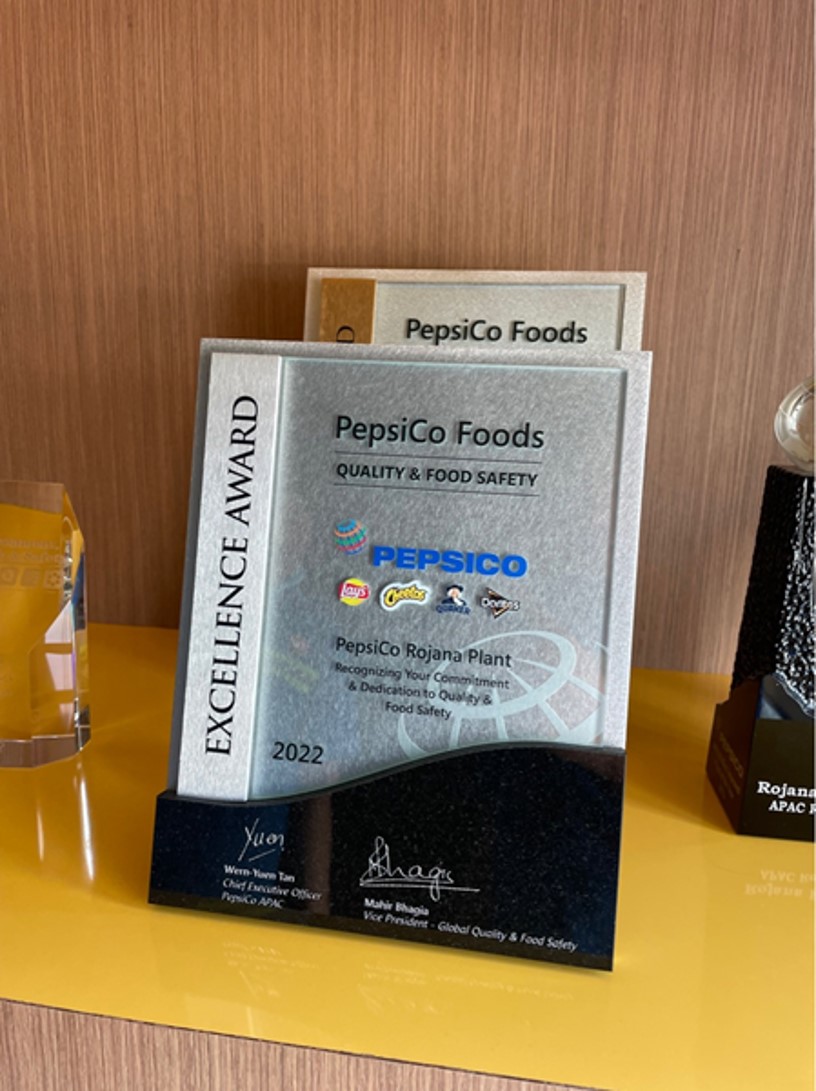 PepsiCo Foods
D
EXCELLENCE AWARD
PepsiCo Foods
QUALITY & FOOD SAFETY
PEPSICO
Lay's Cheetos QUAKER Doritos
PepsiCo Rojana Plant
Recognizing Your Commitment
& Dedication to Quality &
Food Safety
2022
Yuen
Wern-Yuen Tan
Chief Executive Officer
PepsiCo APAC
Bhagia
Mahir Bhagia
Vice President - Global Quality & Food Safety
Rojana
APAC R